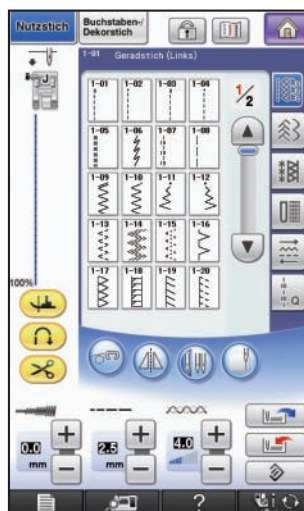 Nutzstich
Buchstaben-/
Dekorstich
1-01 Geradstich (Links)
J
1-01 1-02 1-03 1-04
1/2
1-05 1-06 1-07 1-08
1-09 1-10 1-11 1-12
1-13 1-14 1-15 1-16
1-17 1-18 1-19 1-20
100%
0.0 + 2.5 + 4.0 +
mm − mm − −
?